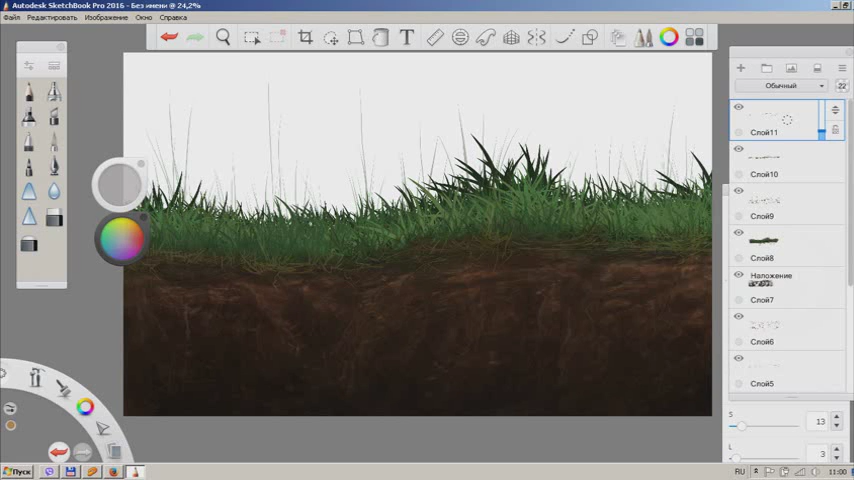 Autodesk SketchBook Pro 2016 - Без имени @ 24,2%
Файл Редактировать Изображение Окно Справка
T
Обычный
22
Слой11
Слой10
Слой9
Слой8
Наложение
Слой7
Слой6
Слой5
S
13
L
3
Пуск
RU
11:00